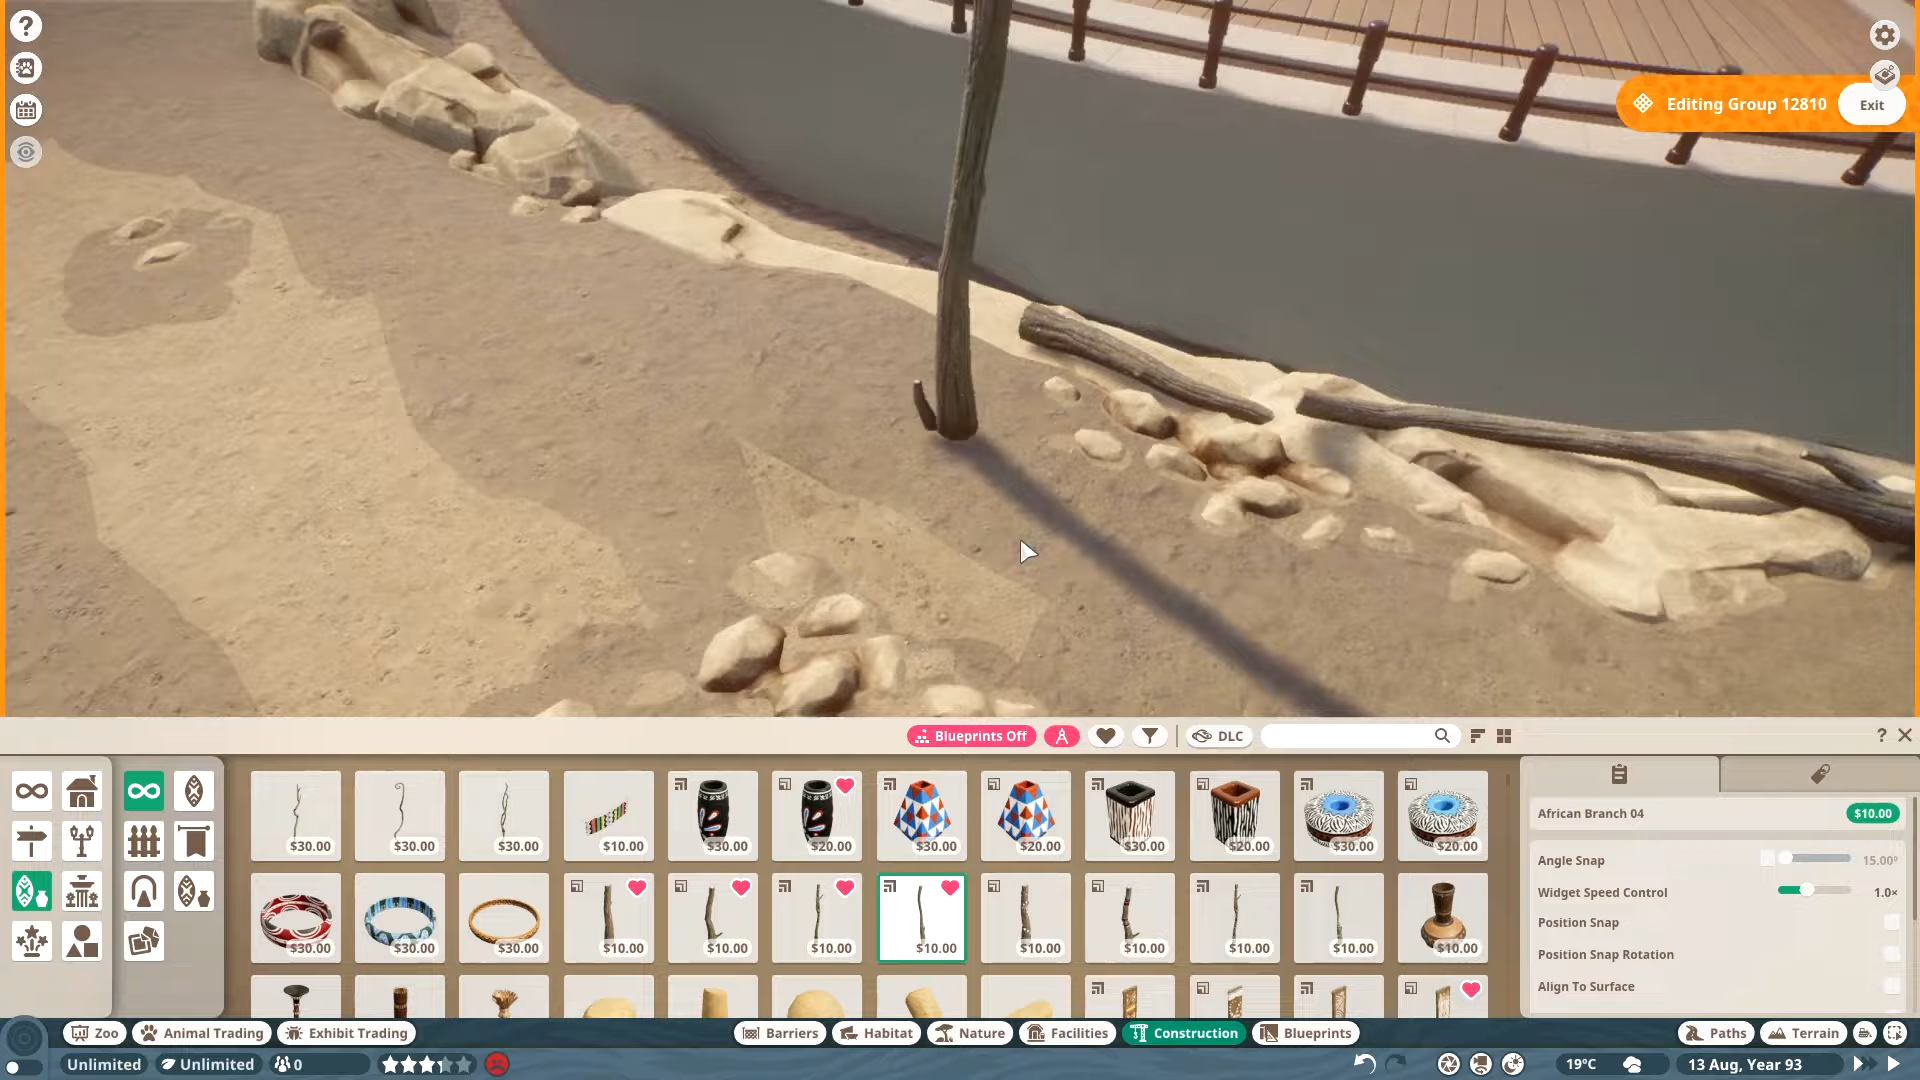 ?
Editing Group 12810
Exit
Blueprints Off
DLC
?
$30.00
$30.00
$30.00
$10.00
$30.00
$20.00
$30.00
$20.00
$30.00
$20.00
$30.00
$20.00
$30.00
$30.00
$30.00
$10.00
$10.00
$10.00
$10.00
$10.00
$10.00
$10.00
$10.00
$10.00
African Branch 04
$10.00
Angle Snap
15.00°
Widget Speed Control
1.0×
Position Snap
Position Snap Rotation
Align To Surface
Zoo
Animal Trading
Exhibit Trading
Barriers
Habitat
Nature
Facilities
Construction
Blueprints
Paths
Terrain
Unlimited
Unlimited
0
19°C
13 Aug, Year 93